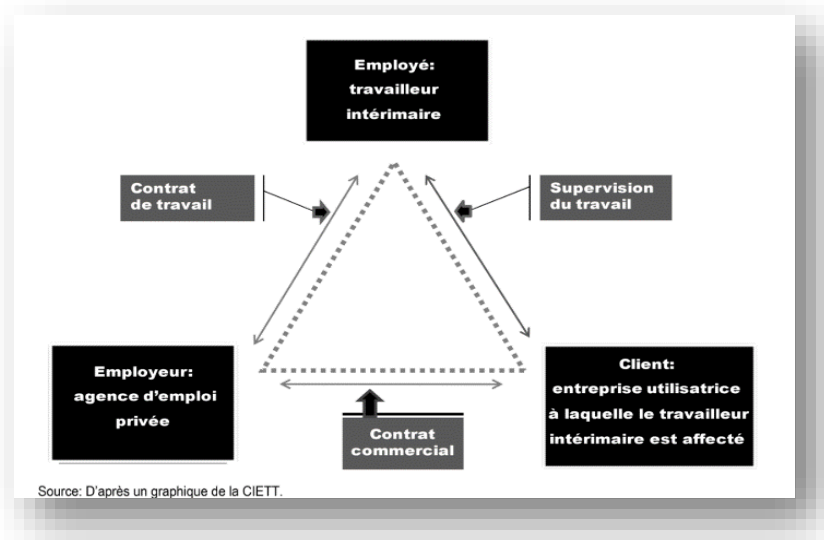 Employé:
travailleur
intérimaire
Contrat
de travail
Supervision
du travail
Employeur:
agence d'emploi
privée
Client:
entreprise utilisatrice
à laquelle le travailleur
intérimaire est affecté
Contrat
commercial
Source: D'après un graphique de la CIETT.